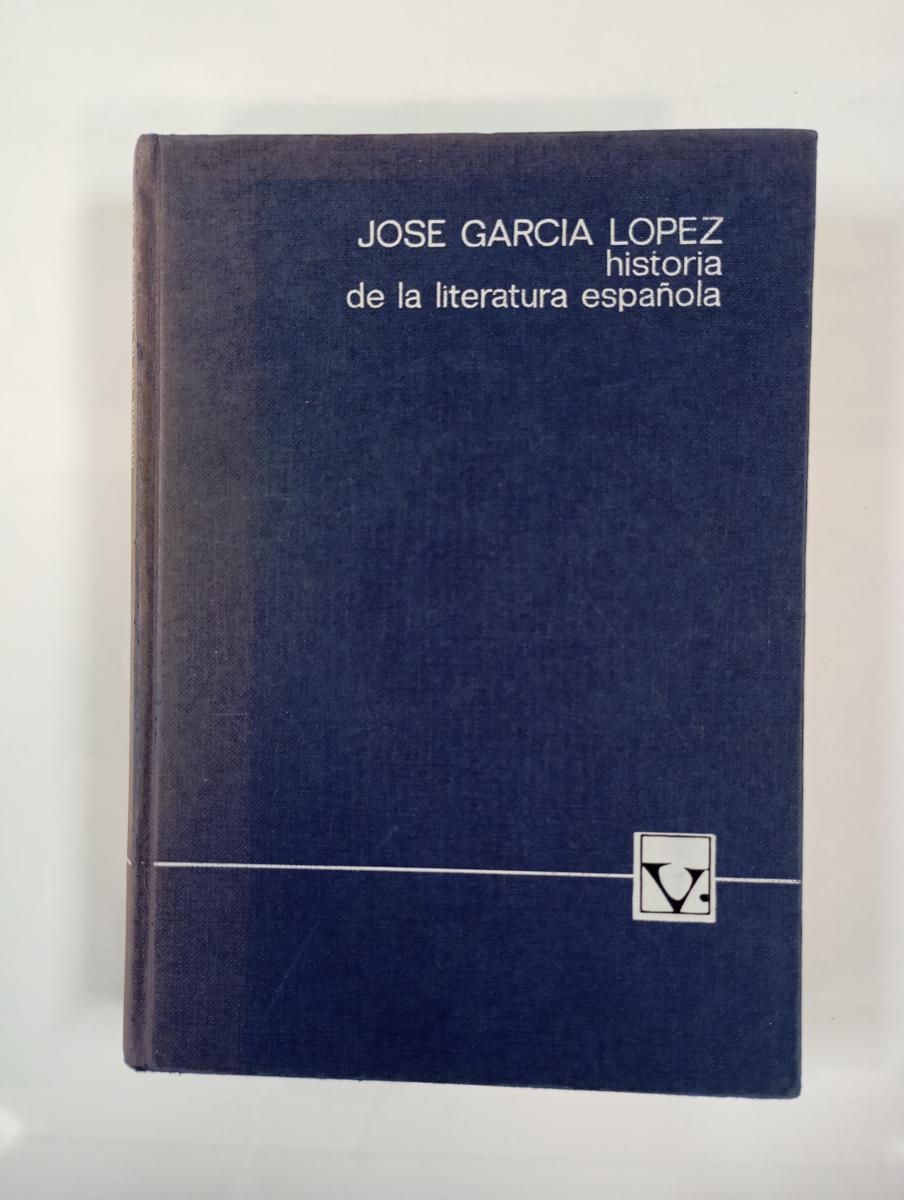 JOSE GARCIA LOPEZ
historia
de la literatura española
V.